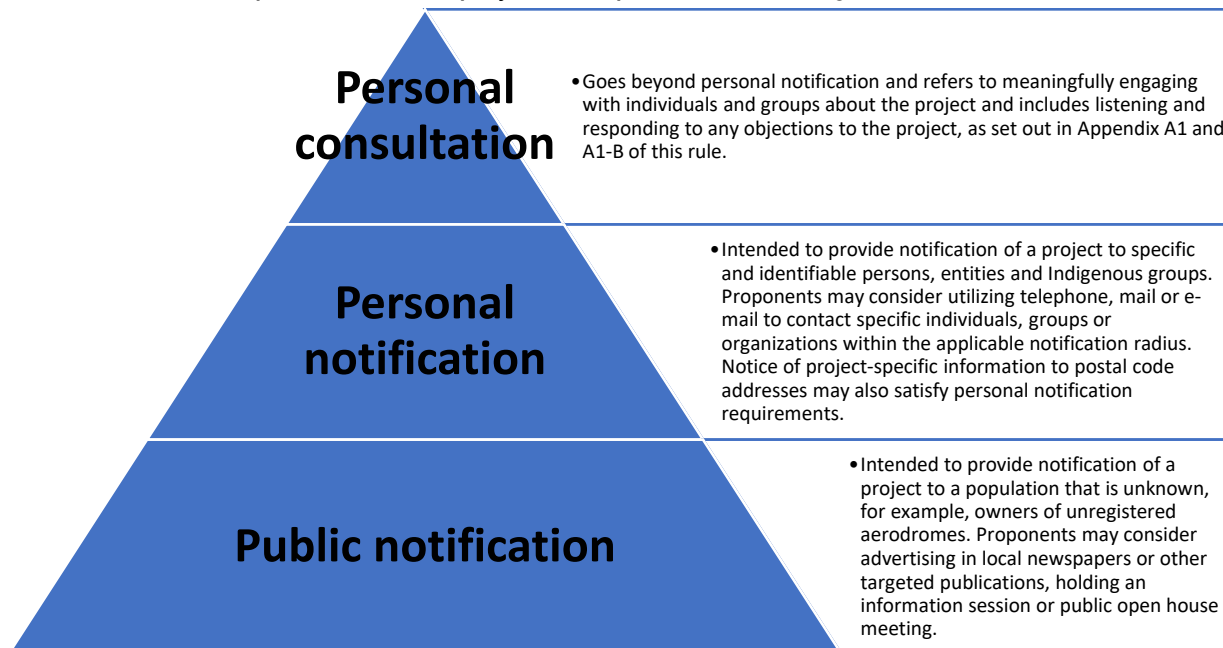 Personal
consultation
•Goes beyond personal notification and refers to meaningfully engaging
with individuals and groups about the project and includes listening and
responding to any objections to the project, as set out in Appendix A1 and
A1-B of this rule.
Personal
notification
•Intended to provide notification of a project to specific
and identifiable persons, entities and Indigenous groups.
Proponents may consider utilizing telephone, mail or e-
mail to contact specific individuals, groups or
organizations within the applicable notification radius.
Notice of project-specific information to postal code
addresses may also satisfy personal notification
requirements.
Public notification
•Intended to provide notification of a
project to a population that is unknown,
for example, owners of unregistered
aerodromes. Proponents may consider
advertising in local newspapers or other
targeted publications, holding an
information session or public open house
meeting.